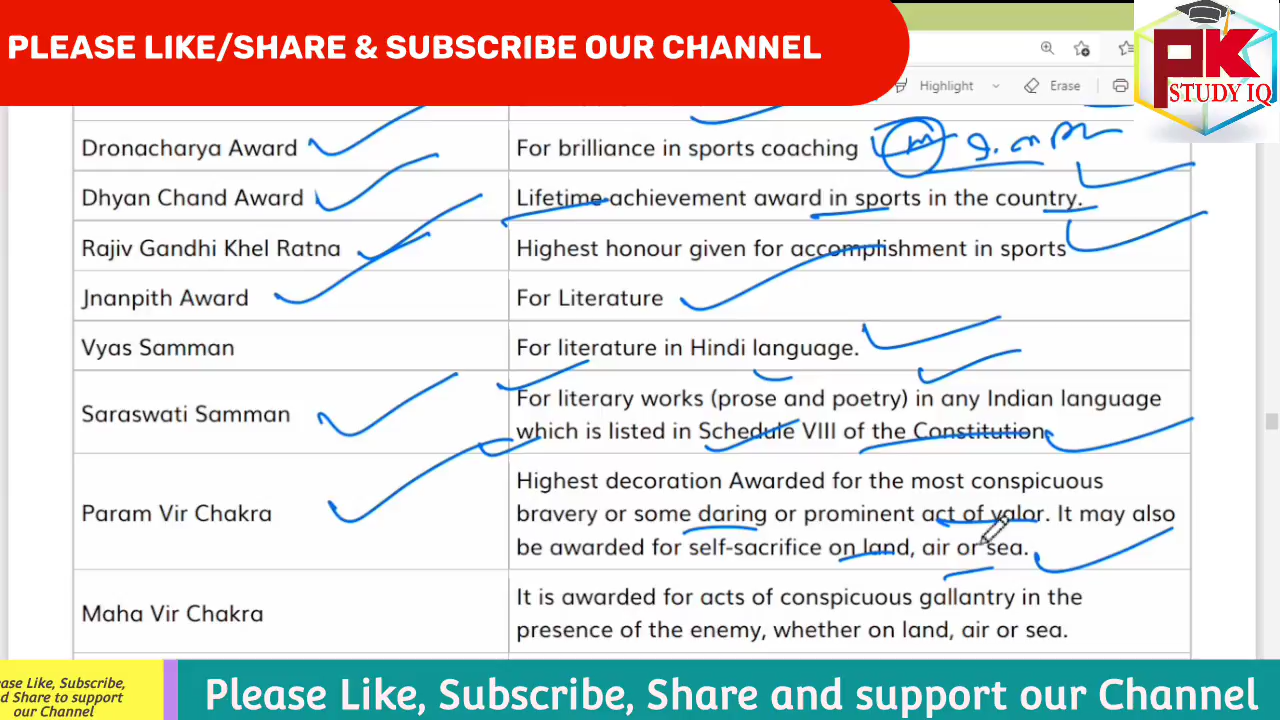 PLEASE LIKE/SHARE & SUBSCRIBE OUR CHANNEL
PK
STUDY IQ
Highlight
Erase
Dronacharya Award
For brilliance in sports coaching
Dhyan Chand Award
Lifetime achievement award in sports in the country.
Rajiv Gandhi Khel Ratna
Highest honour given for accomplishment in sports
Jnanpith Award
For Literature
Vyas Samman
For literature in Hindi language.
Saraswati Samman
For literary works (prose and poetry) in any Indian language
which is listed in Schedule VIII of the Constitution
Param Vir Chakra
Highest decoration Awarded for the most conspicuous
bravery or some daring or prominent act of valor. It may also
be awarded for self-sacrifice on land, air or sea.
Maha Vir Chakra
It is awarded for acts of conspicuous gallantry in the
presence of the enemy, whether on land, air or sea.
ease Like, Subscribe,
d Share to support
our Channel
Please Like, Subscribe, Share and support our Channel